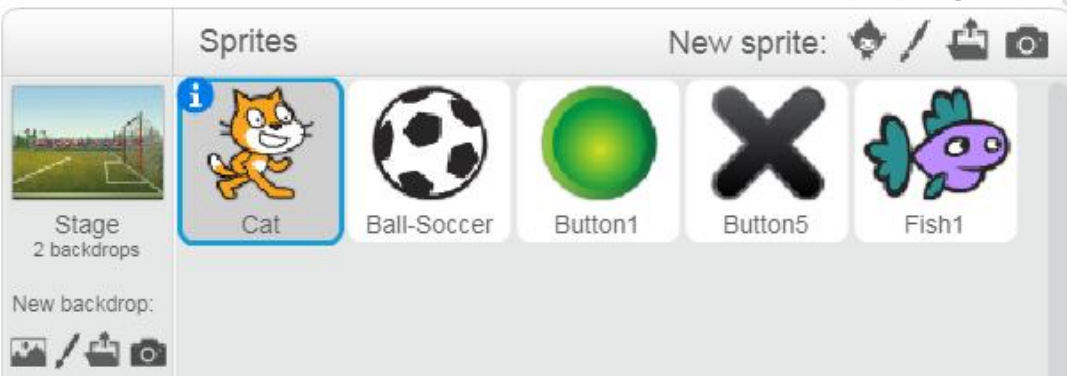 Sprites
New sprite:
Cat
Ball-Soccer
Button1
Button5
Fish1
Stage
2 backdrops
New backdrop: